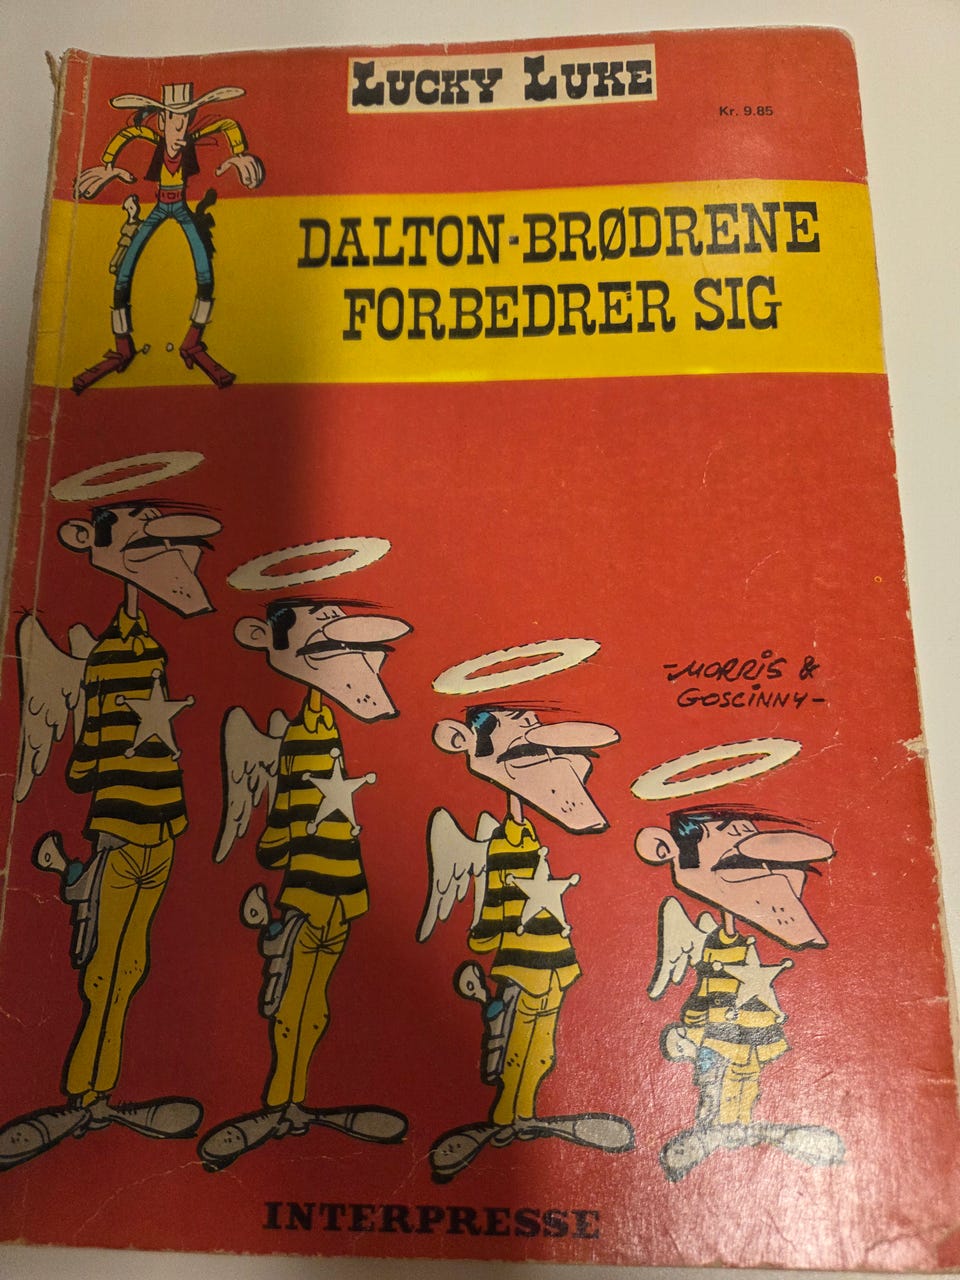 LUCKY LUKE
Kr. 9.85
DALTON-BRØDRENE
FORBEDRER SIG
-MORRIS &
GOSCINNY-
INTERPRESSE